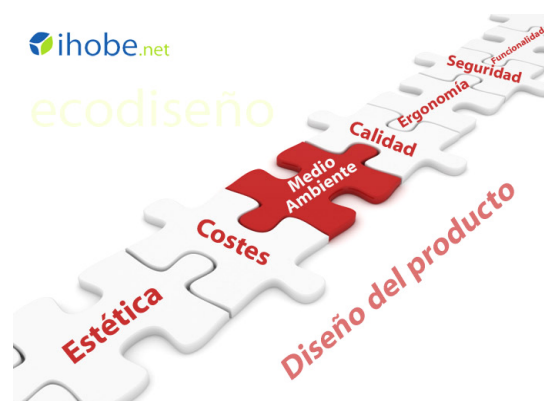 ihobe.net
ecodiseño
Funcionalidad
Seguridad
Ergonomía
Calidad
Medio
Ambiente
Costes
Estética
Diseño del producto